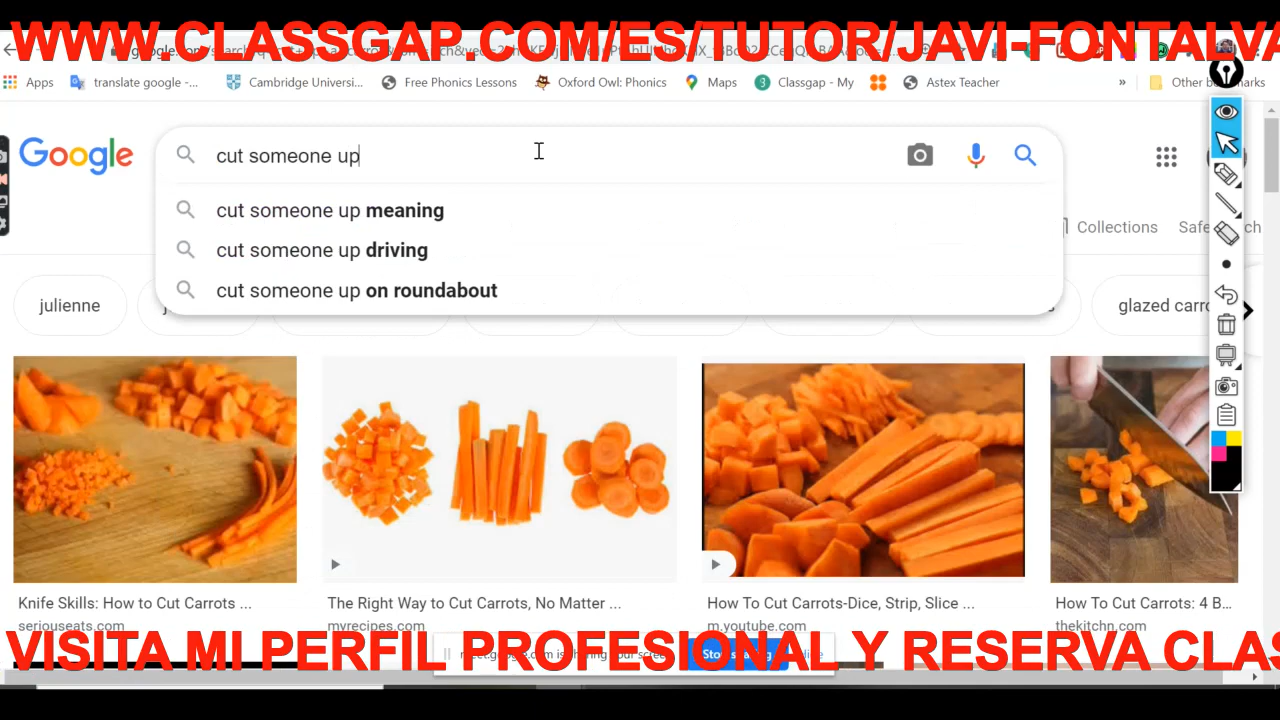 WWW.CLASSGAP.COM/ES/TUTOR/JAVI-FONTALVA
Apps translate google -... Cambridge Universi... Free Phonics Lessons Oxford Owl: Phonics Maps Classgap - My Astex Teacher » Other bookmarks
Google
cut someone up
cut someone up meaning
cut someone up driving
cut someone up on roundabout
Collections
julienne
glazed carro
Knife Skills: How to Cut Carrots ...
seriouseats.com
The Right Way to Cut Carrots, No Matter ...
myrecipes.com
How To Cut Carrots-Dice, Strip, Slice ...
m.youtube.com
How To Cut Carrots: 4 B...
thekitchn.com
VISITA MI PERFIL PROFESIONAL Y RESERVA CLAS